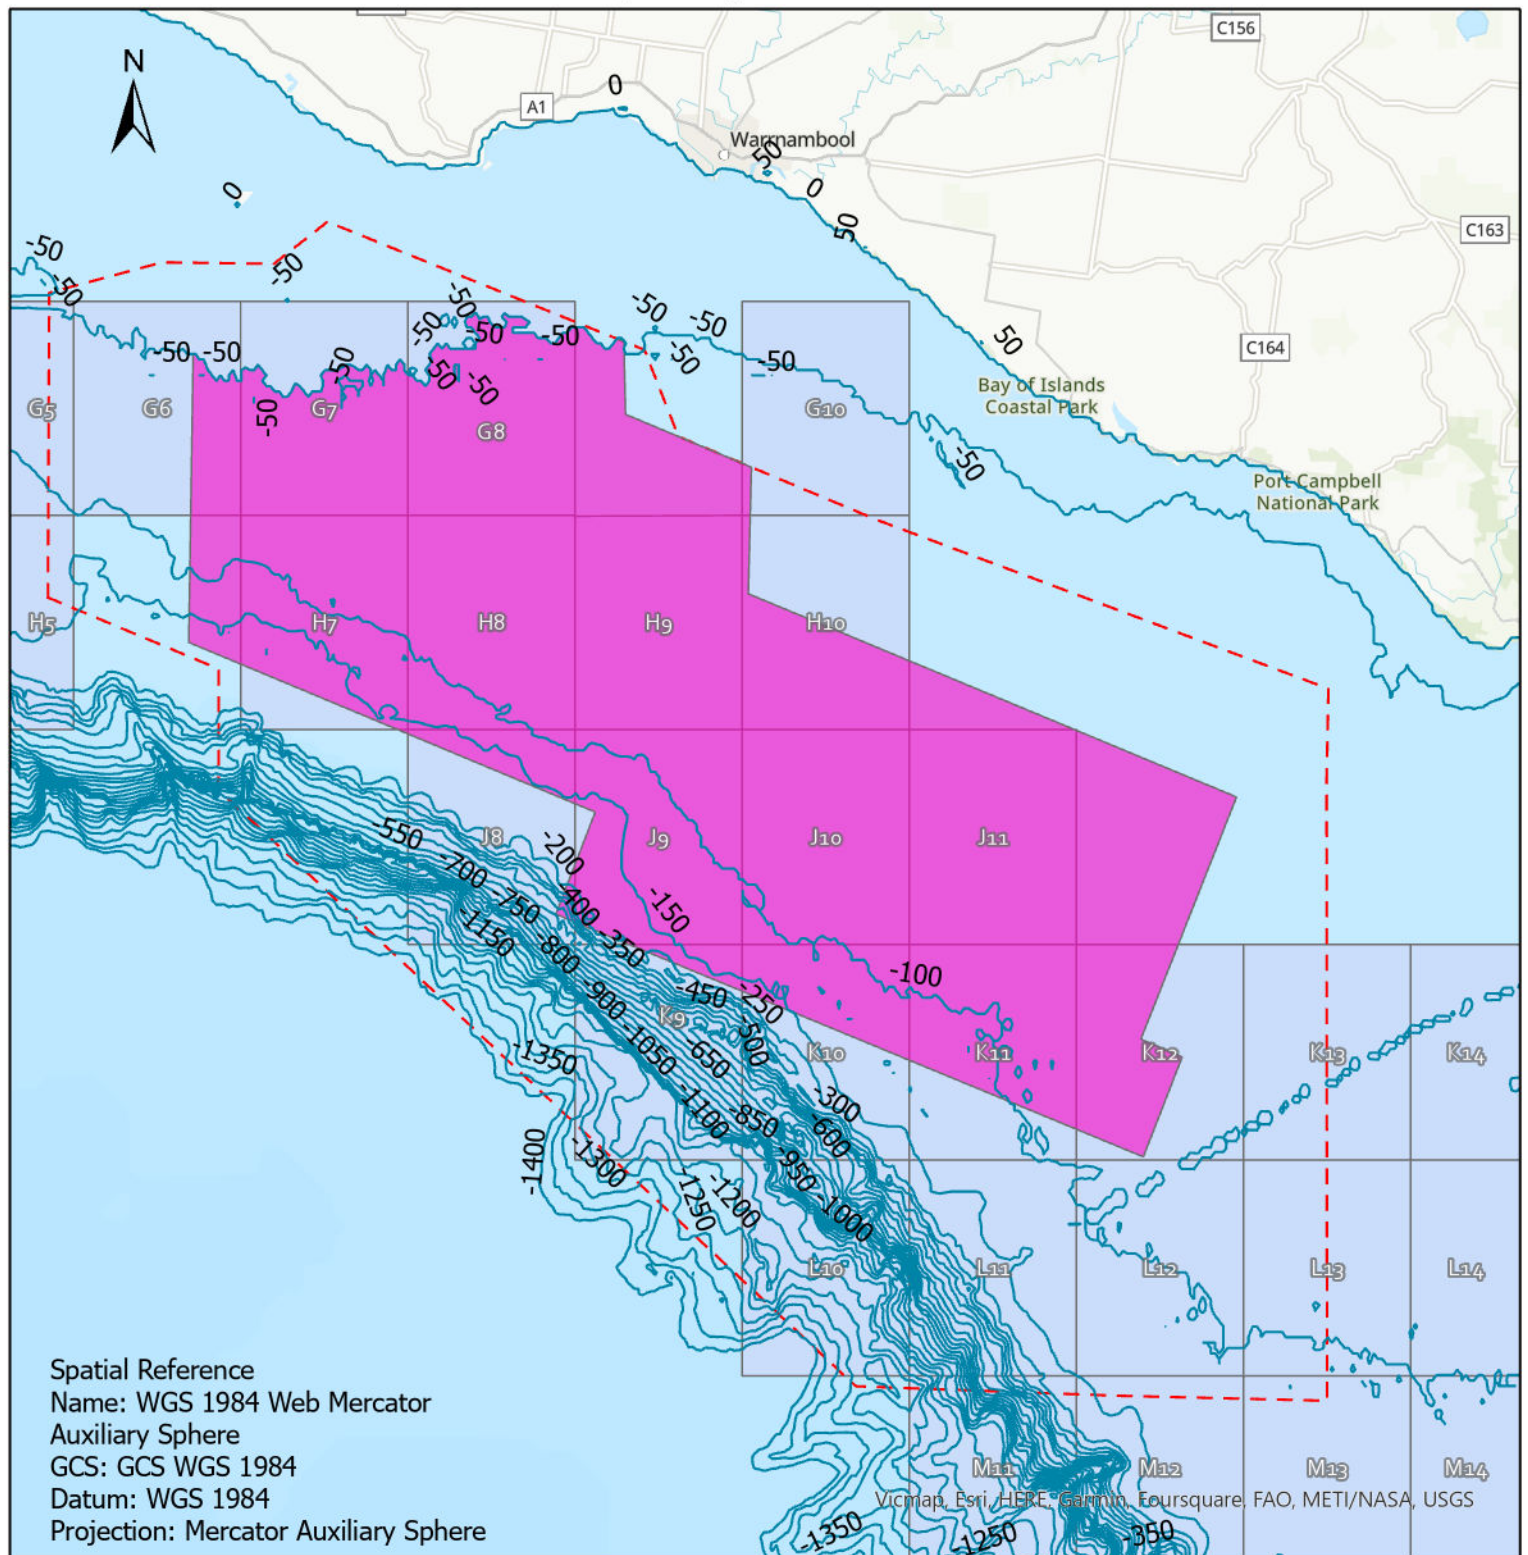 C156
N
0
A1
Warrnambool
50
0
0
50
C163
-50
-50
-50
-50
-50
-50
-50
-50
-50
-50
50
-50
-50
-50
-50
-50
C164
-50
-50
Bay of Islands
Coastal Park
G5
G6
G7
-50
G8
G10
-50
Port Campbell
National Park
H5
H7
H8
H9
H10
-550
J8
-200
J9
J10
J11
-700
-750
-400
-150
-1150
-800
-350
-100
-900
-450
-250
K9
-500
-1050
-650
K10
K11
K12
K13
K14
-1350
-1100
-850
-300
-600
-1400
-1300
-950
-1250
-1200
-1000
L10
L11
L12
L13
L14
Spatial Reference
Name: WGS 1984 Web Mercator
Auxiliary Sphere
GCS: GCS WGS 1984
Datum: WGS 1984
Projection: Mercator Auxiliary Sphere
M11
M12
M13
M14
Vicmap, Esri, HERE, Garmin, Foursquare, FAO, METI/NASA, USGS
-1350
-1250
-350